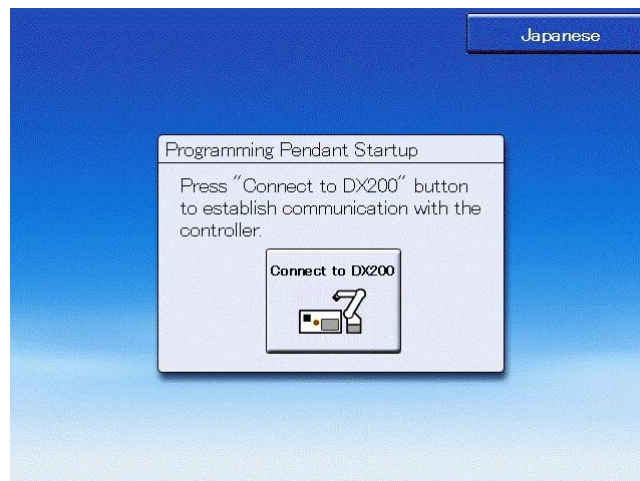 Japanese
Programming Pendant Startup
Press "Connect to DX200" button
to establish communication with the
controller.
Connect to DX200